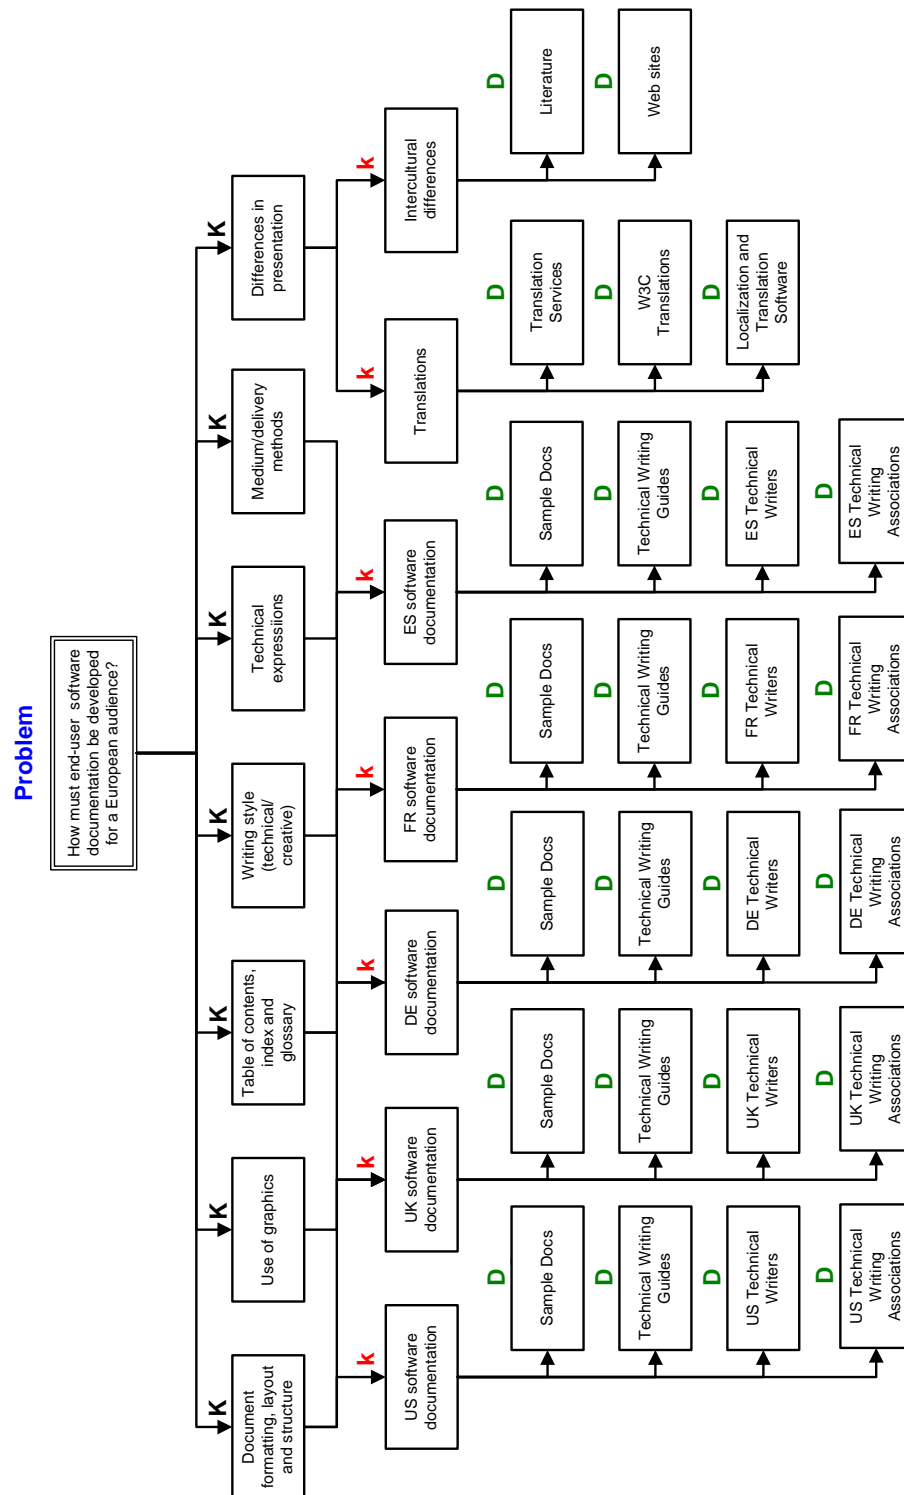 Problem
How must end-user software
documentation be developed
for a European audience?
K
K
K
K
K
K
K
Document
formatting, layout
and structure
Use of graphics
Table of contents,
index and
glossary
Writing style
(technical/
creative)
Technical
expressiions
Medium/delivery
methods
Differences in
presentation
k
k
k
k
k
k
k
US software
documentation
UK software
documentation
DE software
documentation
FR software
documentation
ES software
documentation
Translations
Intercultural
differences
D
D
D
D
D
D
D
Sample Docs
Sample Docs
Sample Docs
Sample Docs
Sample Docs
Translation
Services
Literature
D
D
D
D
D
D
D
Technical Writing
Guides
Technical Writing
Guides
Technical Writing
Guides
Technical Writing
Guides
Technical Writing
Guides
W3C
Translations
Web sites
D
D
D
D
D
D
US Technical
Writers
UK Technical
Writers
DE Technical
Writers
FR Technical
Writers
ES Technical
Writers
Localization and
Translation
Software
D
D
D
D
D
US Technical
Writing
Associations
UK Technical
Writing
Associations
DE Technical
Writing
Associations
FR Technical
Writing
Associations
ES Technical
Writing
Associations